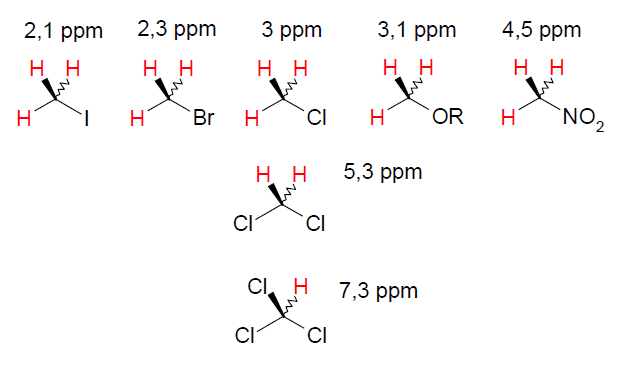 2,1 ppm 2,3 ppm 3 ppm 3,1 ppm 4,5 ppm
H H H H H H H H H H
H I H Br H Cl H OR H NO2
H H 5,3 ppm
Cl Cl
Cl H 7,3 ppm
Cl Cl